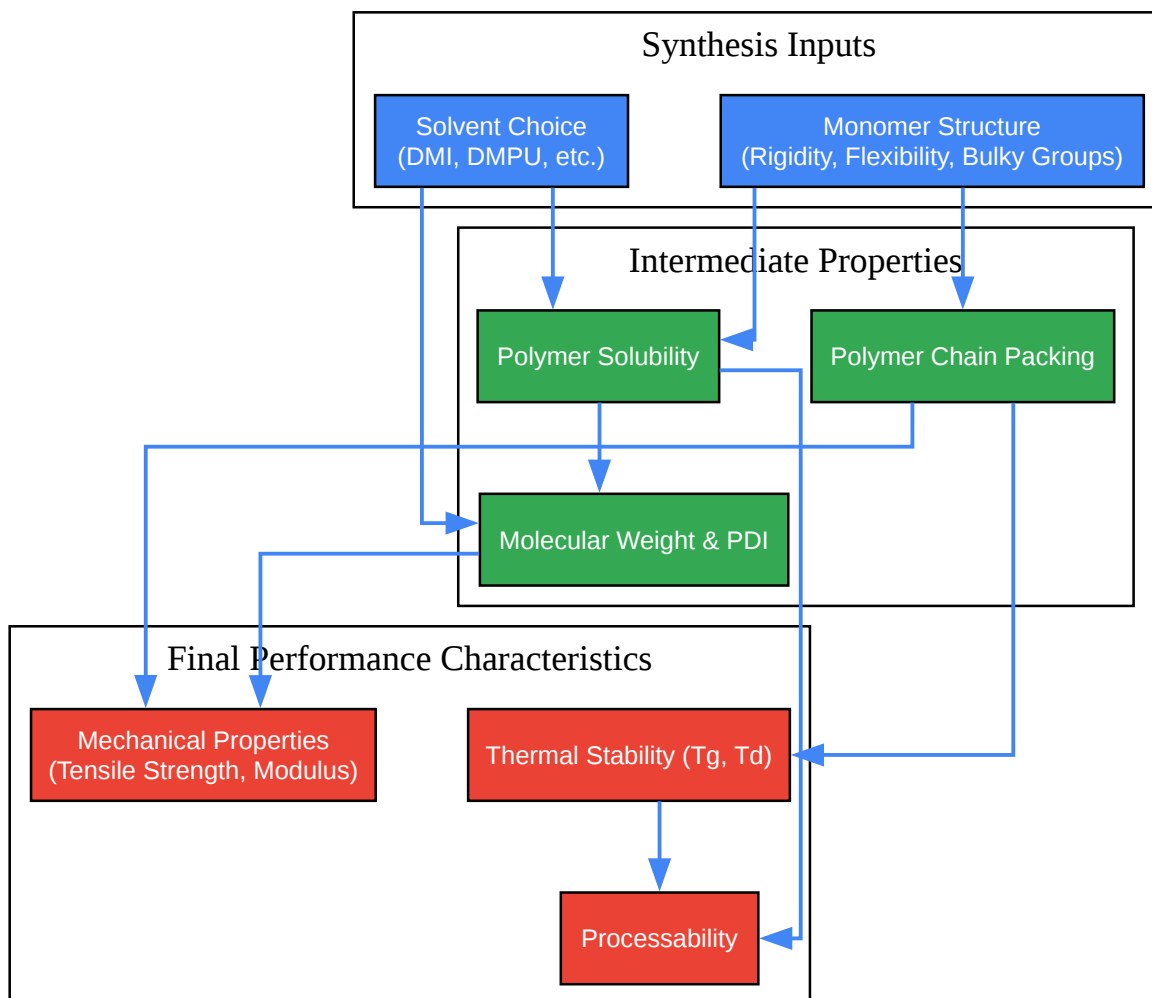 Synthesis Inputs
Solvent Choice
(DMI, DMPU, etc.)
Monomer Structure
(Rigidity, Flexibility, Bulky Groups)
Intermediate Properties
Polymer Solubility
Polymer Chain Packing
Molecular Weight & PDI
Final Performance Characteristics
Mechanical Properties
(Tensile Strength, Modulus)
Thermal Stability (Tg, Td)
Processability